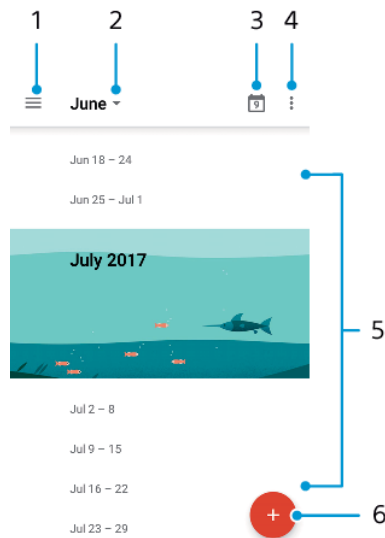 1 2 3 4
June 9
Jun 18 – 24
Jun 25 – Jul 1
July 2017
5
Jul 2 – 8
Jul 9 – 15
Jul 16 – 22
+ 6
Jul 23 – 29